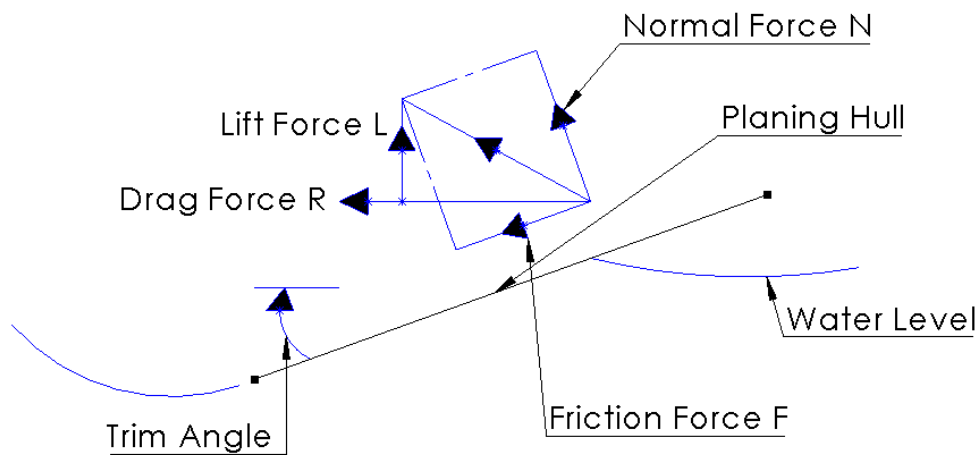 Normal Force N
Planing Hull
Lift Force L
Drag Force R
Water Level
Friction Force F
Trim Angle